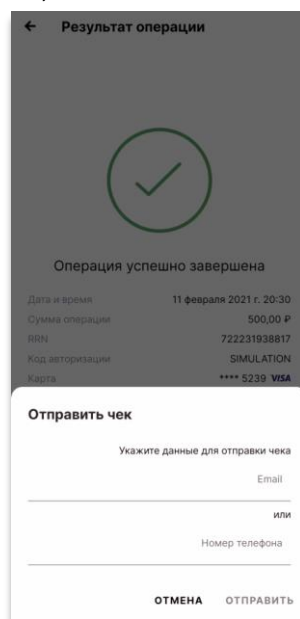 ← Результат операции
Операция успешно завершена
Дата и время 11 февраля 2021 г. 20:30
Сумма операции 500,00 ₽
RRN 722231938817
Код авторизации SIMULATION
Карта **** 5239 VISA
Отправить чек
Укажите данные для отправки чека
Email
или
Номер телефона
ОТМЕНА ОТПРАВИТЬ